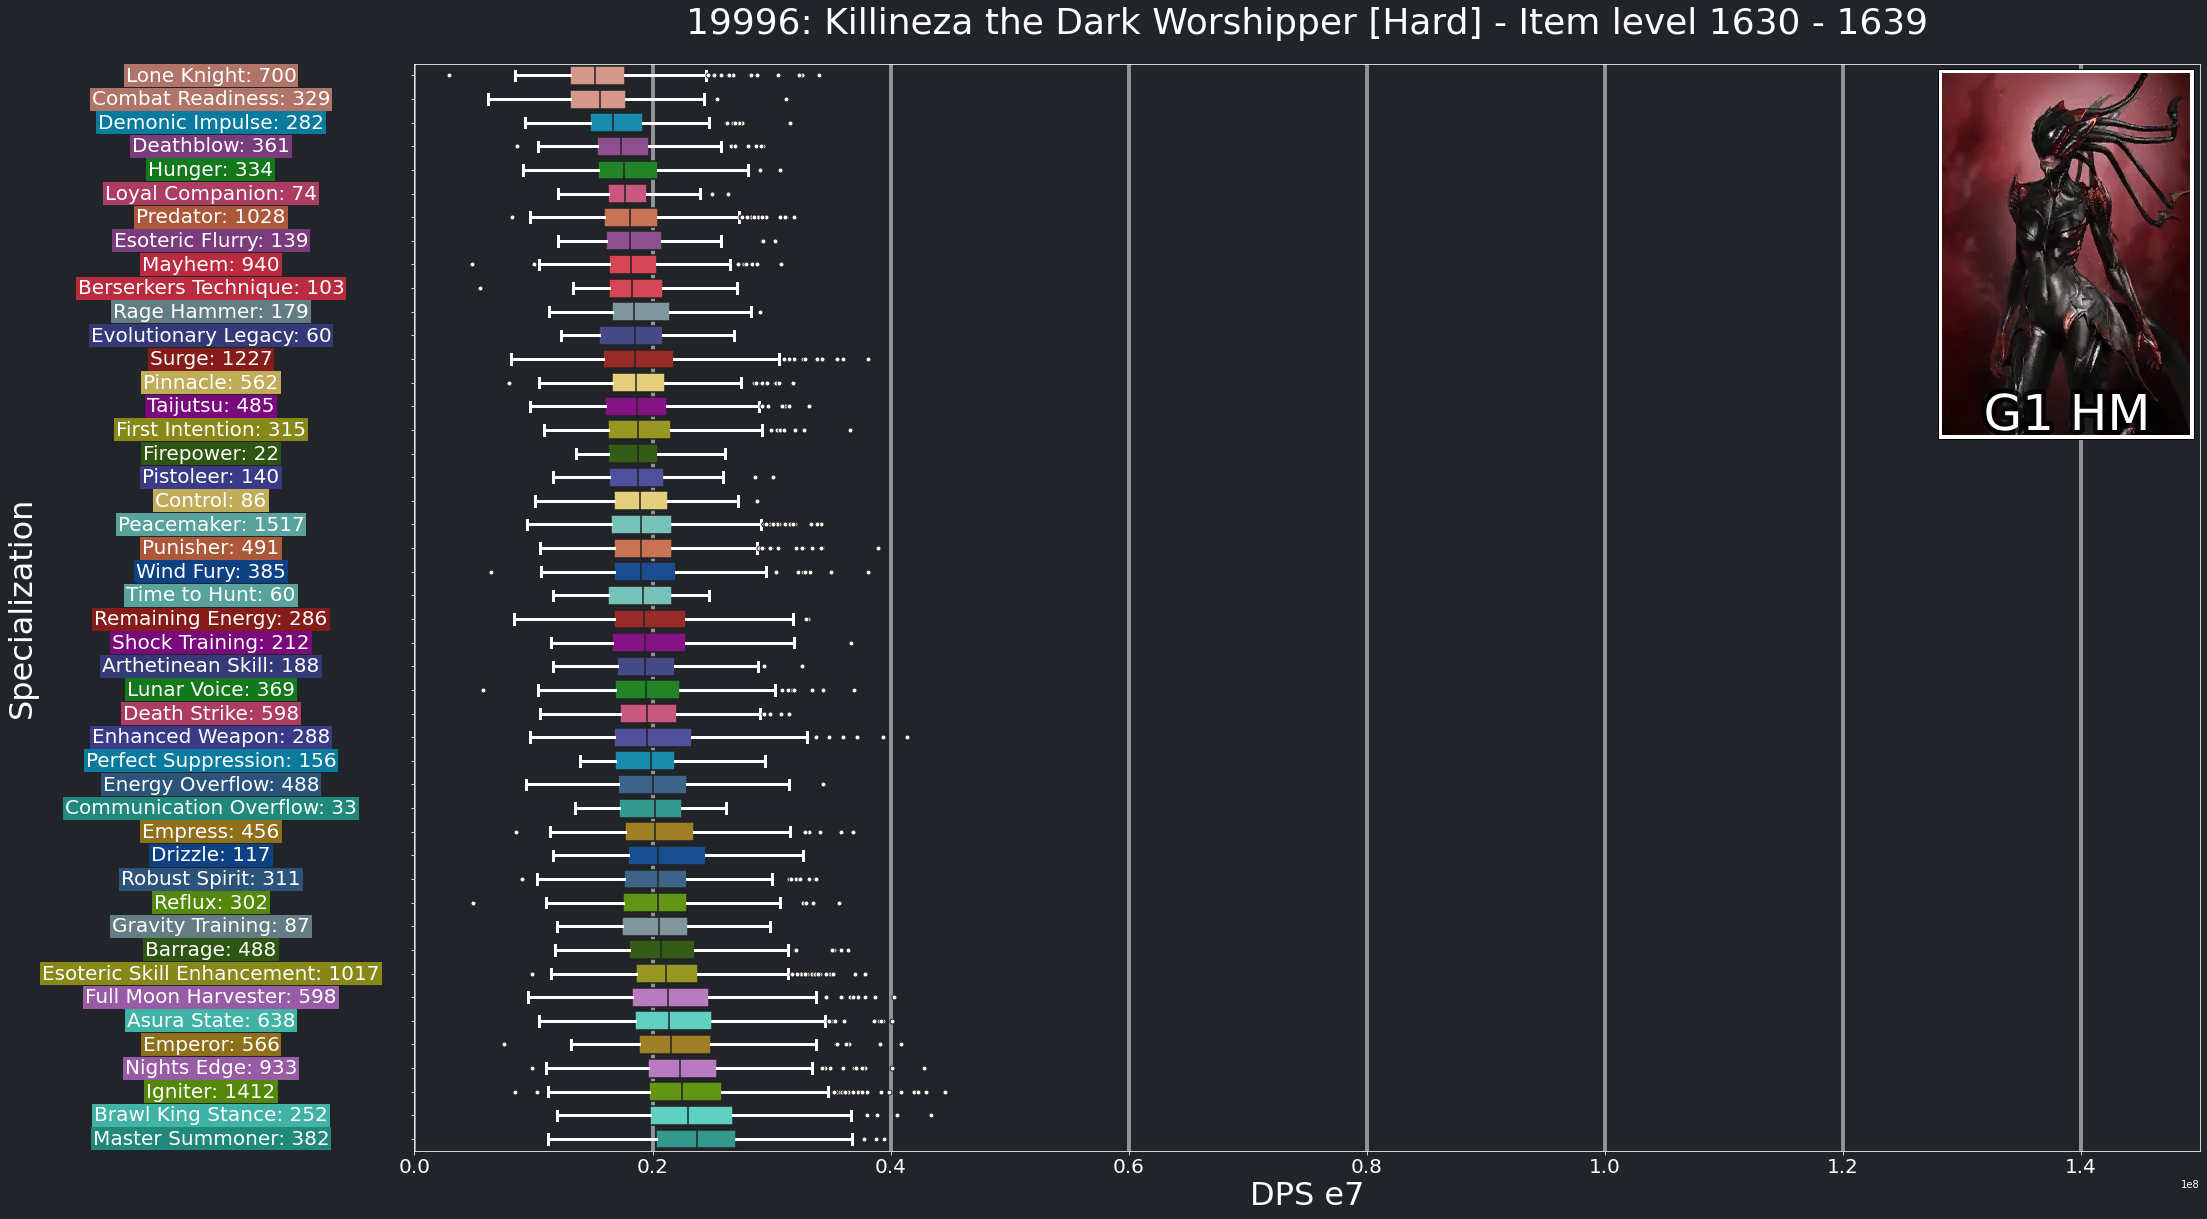 19996: Killineza the Dark Worshipper [Hard] - Item level 1630 - 1639
Lone Knight: 700
Combat Readiness: 329
Demonic Impulse: 282
Deathblow: 361
Hunger: 334
Loyal Companion: 74
Predator: 1028
Esoteric Flurry: 139
Mayhem: 940
Berserkers Technique: 103
Rage Hammer: 179
Evolutionary Legacy: 60
Surge: 1227
Pinnacle: 562
Taijutsu: 485
First Intention: 315
Firepower: 22
Pistoleer: 140
Control: 86
Peacemaker: 1517
Punisher: 491
Wind Fury: 385
Time to Hunt: 60
Remaining Energy: 286
Shock Training: 212
Arthetinean Skill: 188
Lunar Voice: 369
Death Strike: 598
Enhanced Weapon: 288
Perfect Suppression: 156
Energy Overflow: 488
Communication Overflow: 33
Empress: 456
Drizzle: 117
Robust Spirit: 311
Reflux: 302
Gravity Training: 87
Barrage: 488
Esoteric Skill Enhancement: 1017
Full Moon Harvester: 598
Asura State: 638
Emperor: 566
Nights Edge: 933
Igniter: 1412
Brawl King Stance: 252
Master Summoner: 382
Specialization
G1 HM
0.0 0.2 0.4 0.6 0.8 1.0 1.2 1.4
DPS e7
1e8